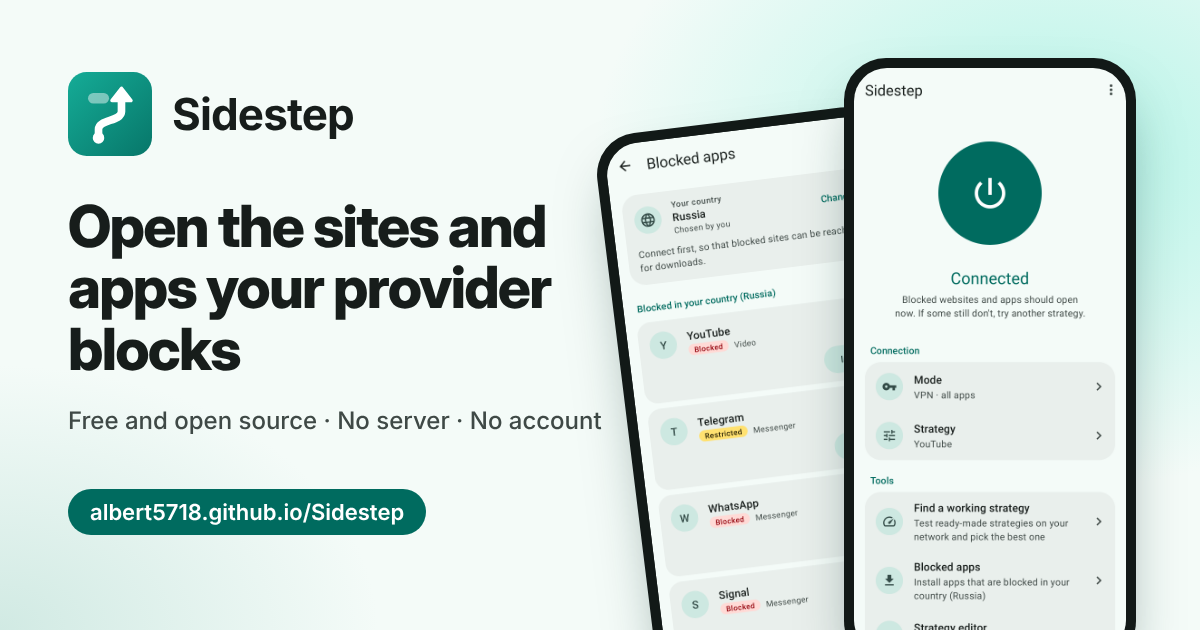 Sidestep
Open the sites and
apps your provider
blocks
Free and open source · No server · No account
albert5718.github.io/Sidestep
Blocked apps
Your country
Russia
Chosen by you
Connect first, so that blocked sites can be
for downloads.
Blocked in your country (Russia)
Y
YouTube
Blocked Video
T
Telegram
Restricted Messenger
W
WhatsApp
Blocked Messenger
S
Signal
Blocked Messenger
Sidestep
Connected
Blocked websites and apps should open
now. If some still don't, try another strategy.
Connection
Mode
VPN · all apps
Strategy
YouTube
Tools
Find a working strategy
Test ready-made strategies on your
network and pick the best one
Blocked apps
Install apps that are blocked in your
country (Russia)
Strategy editor